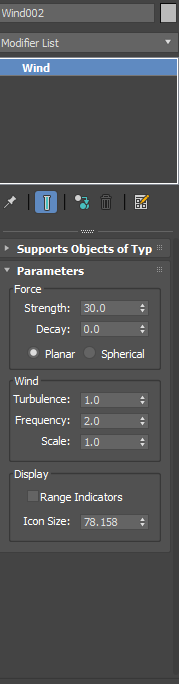 Wind002
Modifier List
Wind
Supports Objects of Typ
Parameters
Force
Strength: 30.0
Decay: 0.0
Planar Spherical
Wind
Turbulence: 1.0
Frequency: 2.0
Scale: 1.0
Display
Range Indicators
Icon Size: 78.158